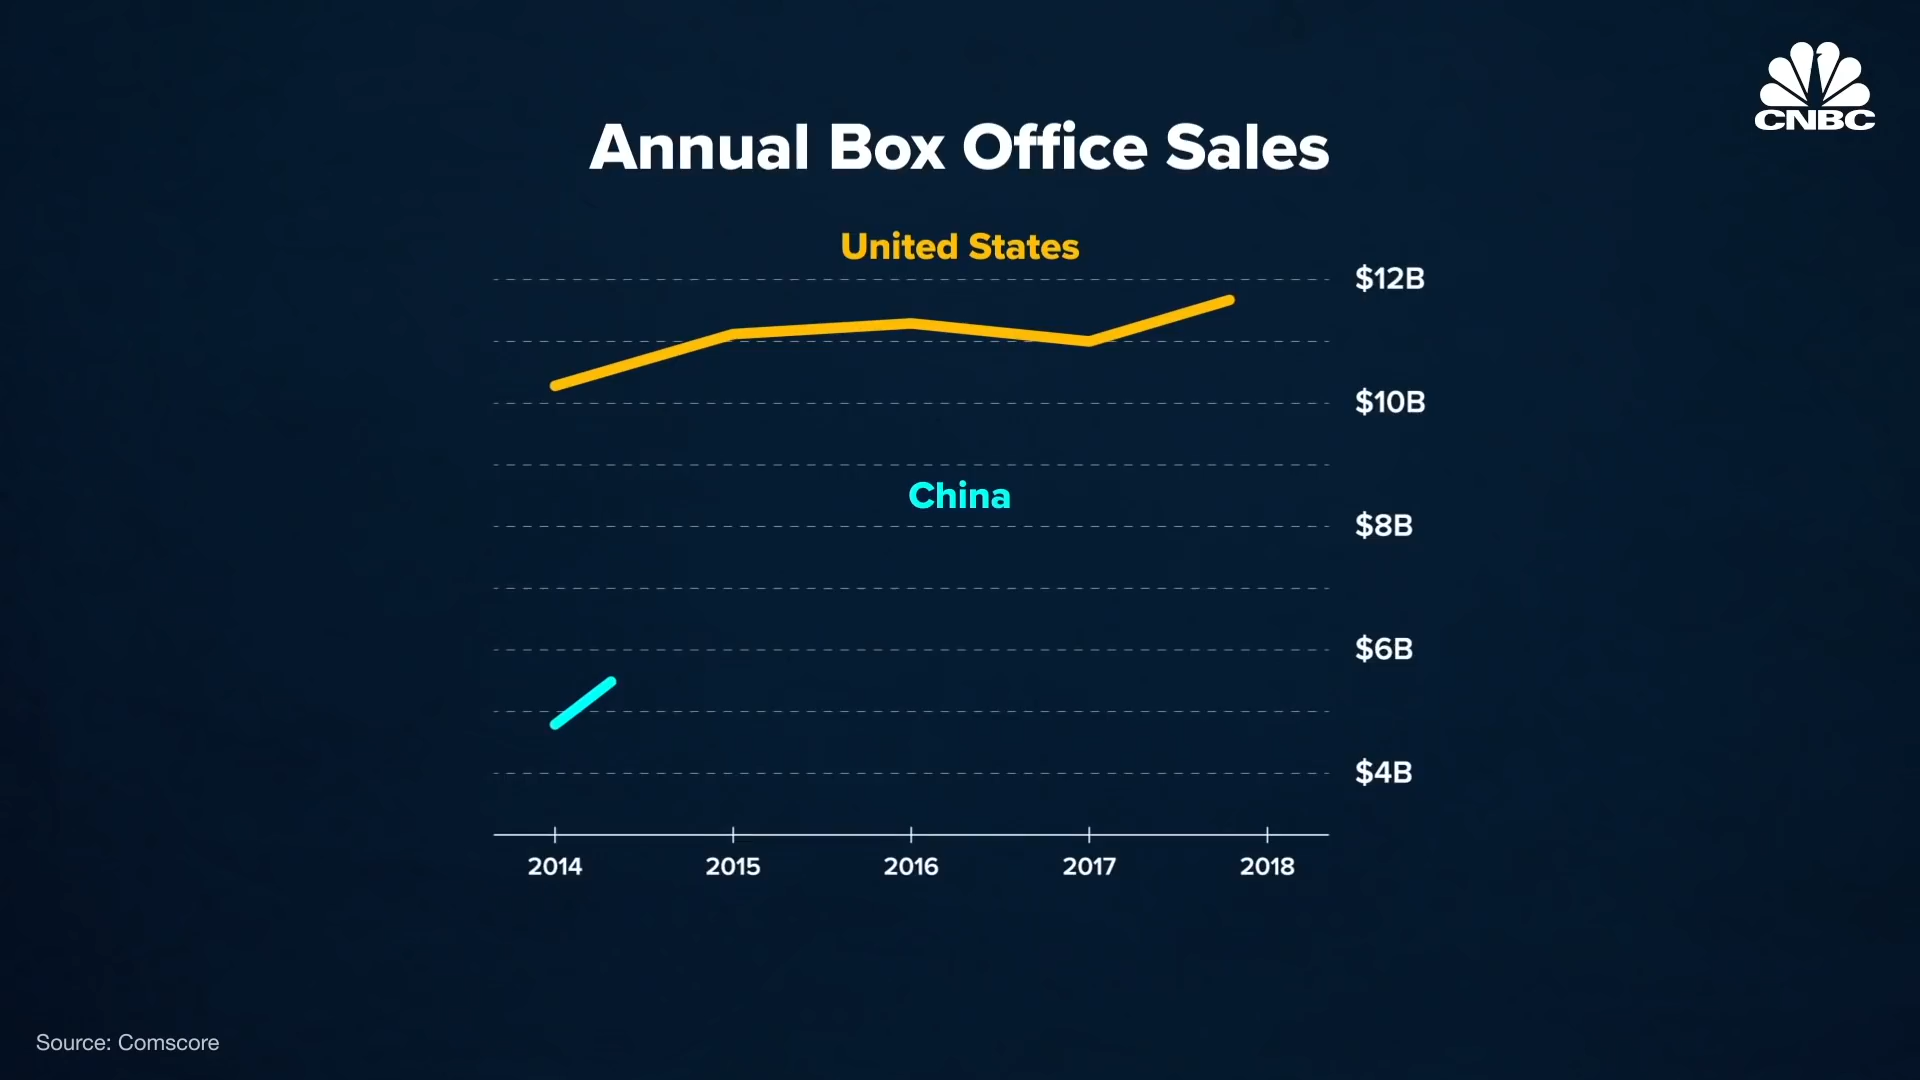 CNBC
Annual Box Office Sales
United States
$12B
$10B
China
$8B
$6B
$4B
2014 2015 2016 2017 2018
Source: Comscore